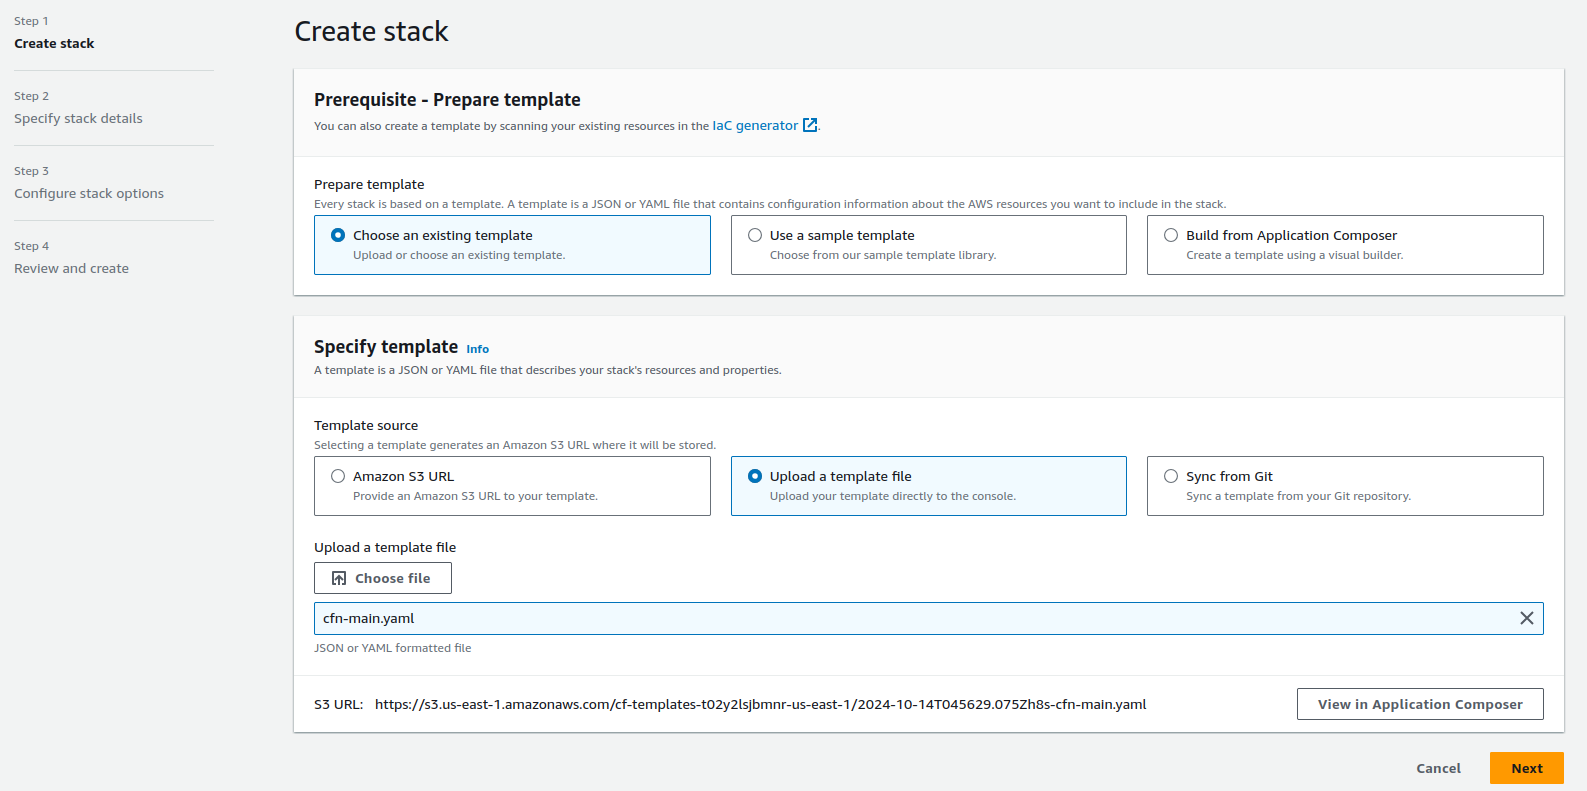 Step 1
Create stack
Step 2
Specify stack details
Step 3
Configure stack options
Step 4
Review and create
Create stack
Prerequisite - Prepare template
You can also create a template by scanning your existing resources in the IaC generator.
Prepare template
Every stack is based on a template. A template is a JSON or YAML file that contains configuration information about the AWS resources you want to include in the stack.
Choose an existing template
Upload or choose an existing template.
Use a sample template
Choose from our sample template library.
Build from Application Composer
Create a template using a visual builder.
Specify template Info
A template is a JSON or YAML file that describes your stack's resources and properties.
Template source
Selecting a template generates an Amazon S3 URL where it will be stored.
Amazon S3 URL
Provide an Amazon S3 URL to your template.
Upload a template file
Upload your template directly to the console.
Sync from Git
Sync a template from your Git repository.
Upload a template file
Choose file
cfn-main.yaml
JSON or YAML formatted file
S3 URL: https://s3.us-east-1.amazonaws.com/cf-templates-t02y2lsjbmnr-us-east-1/2024-10-14T045629.075Zh8s-cfn-main.yaml
View in Application Composer
Cancel
Next